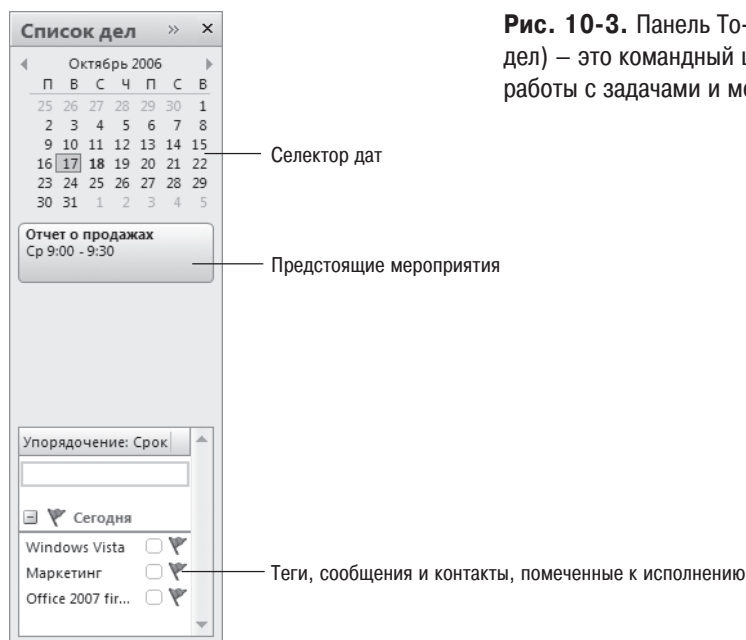 Список дел
Октябрь 2006
П В С Ч П С В
25 26 27 28 29 30 1
2 3 4 5 6 7 8
9 10 11 12 13 14 15
16 17 18 19 20 21 22
23 24 25 26 27 28 29
30 31 1 2 3 4 5
Отчет о продажах
Ср 9:00 - 9:30
Упорядочение: Срок
Сегодня
Windows Vista
Маркетинг
Office 2007 fir...
Селектор дат
Предстоящие мероприятия
Теги, сообщения и контакты, помеченные к исполнению
Рис. 10-3. Панель To-
дел) – это командный
работы с задачами и